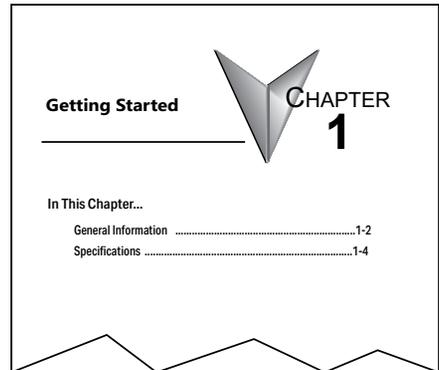 Getting Started
CHAPTER
1
In This Chapter...
General Information ..................................................................1-2
Specifications ............................................................................1-4